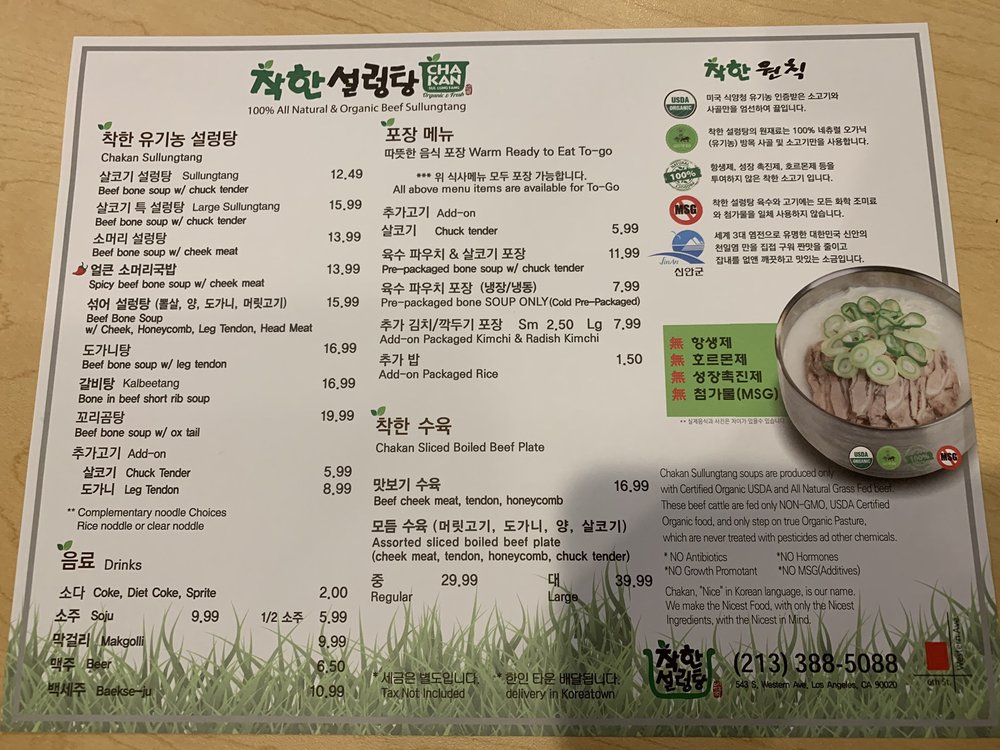 착한 설렁탕 CHA KAN SUL LUNG TANG Organic & Fresh
100% All Natural & Organic Beef Sullungtang
착한 유기농 설렁탕
Chakan Sullungtang
살코기 설렁탕 Sullungtang 12.49
Beef bone soup w/ chuck tender
살코기 특 설렁탕 Large Sullungtang 15.99
Beef bone soup w/ chuck tender
소머리 설렁탕 13.99
Beef bone soup w/ cheek meat
얼큰 소머리국밥 13.99
Spicy beef bone soup w/ cheek meat
섞어 설렁탕 (볼살, 양, 도가니, 머릿고기) 15.99
Beef Bone Soup
w/ Cheek, Honeycomb, Leg Tendon, Head Meat
도가니탕 16.99
Beef bone soup w/ leg tendon
갈비탕 Kalbeetang 16.99
Bone in beef short rib soup
꼬리곰탕 19.99
Beef bone soup w/ ox tail
추가고기 Add-on
살코기 Chuck Tender 5.99
도가니 Leg Tendon 8.99
** Complementary noodle Choices
Rice noddle or clear noddle
음료 Drinks
소다 Coke, Diet Coke, Sprite 2.00
소주 Soju 9.99 1/2 소주 5.99
막걸리 Makgolli 9.99
맥주 Beer 6.50
백세주 Baekse-ju 10.99
포장 메뉴
따뜻한 음식 포장 Warm Ready to Eat To-go
*** 위 식사메뉴 모두 포장 가능합니다.
All above menu items are available for To-Go
추가고기 Add-on
살코기 Chuck tender 5.99
육수 파우치 & 살코기 포장 11.99
Pre-packaged bone soup w/ chuck tender
육수 파우치 포장 (냉장/냉동) 7.99
Pre-packaged bone SOUP ONLY(Cold Pre-Packaged)
추가 김치/깍두기 포장 Sm 2.50 Lg 7.99
Add-on Packaged Kimchi & Radish Kimchi
추가 밥 1.50
Add-on Packaged Rice
착한 수육
Chakan Sliced Boiled Beef Plate
맛보기 수육 16.99
Beef cheek meat, tendon, honeycomb
모듬 수육 (머릿고기, 도가니, 양, 살코기)
Assorted sliced boiled beef plate
(cheek meat, tendon, honeycomb, chuck tender)
중 29.99 대 39.99
Regular Large
* 세금은 별도입니다. ** 한인 타운 배달됩니다.
Tax Not Included delivery in Koreatown
착한 원칙
USDA ORGANIC
미국 식양청 유기농 인증받은 소고기와
사골만을 엄선하여 끓입니다.
착한 설렁탕의 원재료는 100% 네츄럴 오가닉
(유기농) 방목 사골 및 소고기만을 사용합니다.
100%
항생제, 성장 촉진제, 호르몬제 등을
투여하지 않은 착한 소고기 입니다.
MSG
착한 설렁탕 육수와 고기에는 모든 화학 조미료
와 첨가물을 일체 사용하지 않습니다.
세계 3대 염전으로 유명한 대한민국 신안의
천일염 만을 집접 구워 짠맛을 줄이고
잡내를 없앤 깨끗하고 맛있는 소금입니다.
JinAn
신안군
無 항생제
無 호르몬제
無 성장촉진제
無 첨가물(MSG)
** 실제음식과 사진은 차이가 있을수 있습니다
USDA ORGANIC MSG
Chakan Sullungtang soups are produced only
with Certified Organic USDA and All Natural Grass Fed beef.
These beef cattle are fed only NON-GMO, USDA Certified
Organic food, and only step on true Organic Pasture,
which are never treated with pesticides ad other chemicals.
* NO Antibiotics *NO Hormones
*NO Growth Promotant *NO MSG(Additives)
Chakan, "Nice" in Korean language, is our name.
We make the Nicest Food, with only the Nicest
Ingredients, with the Nicest in Mind.
착한 설렁탕
(213) 388-5088
543 S. Western Ave, Los Angeles, CA 90020
Western Ave.
6th St.